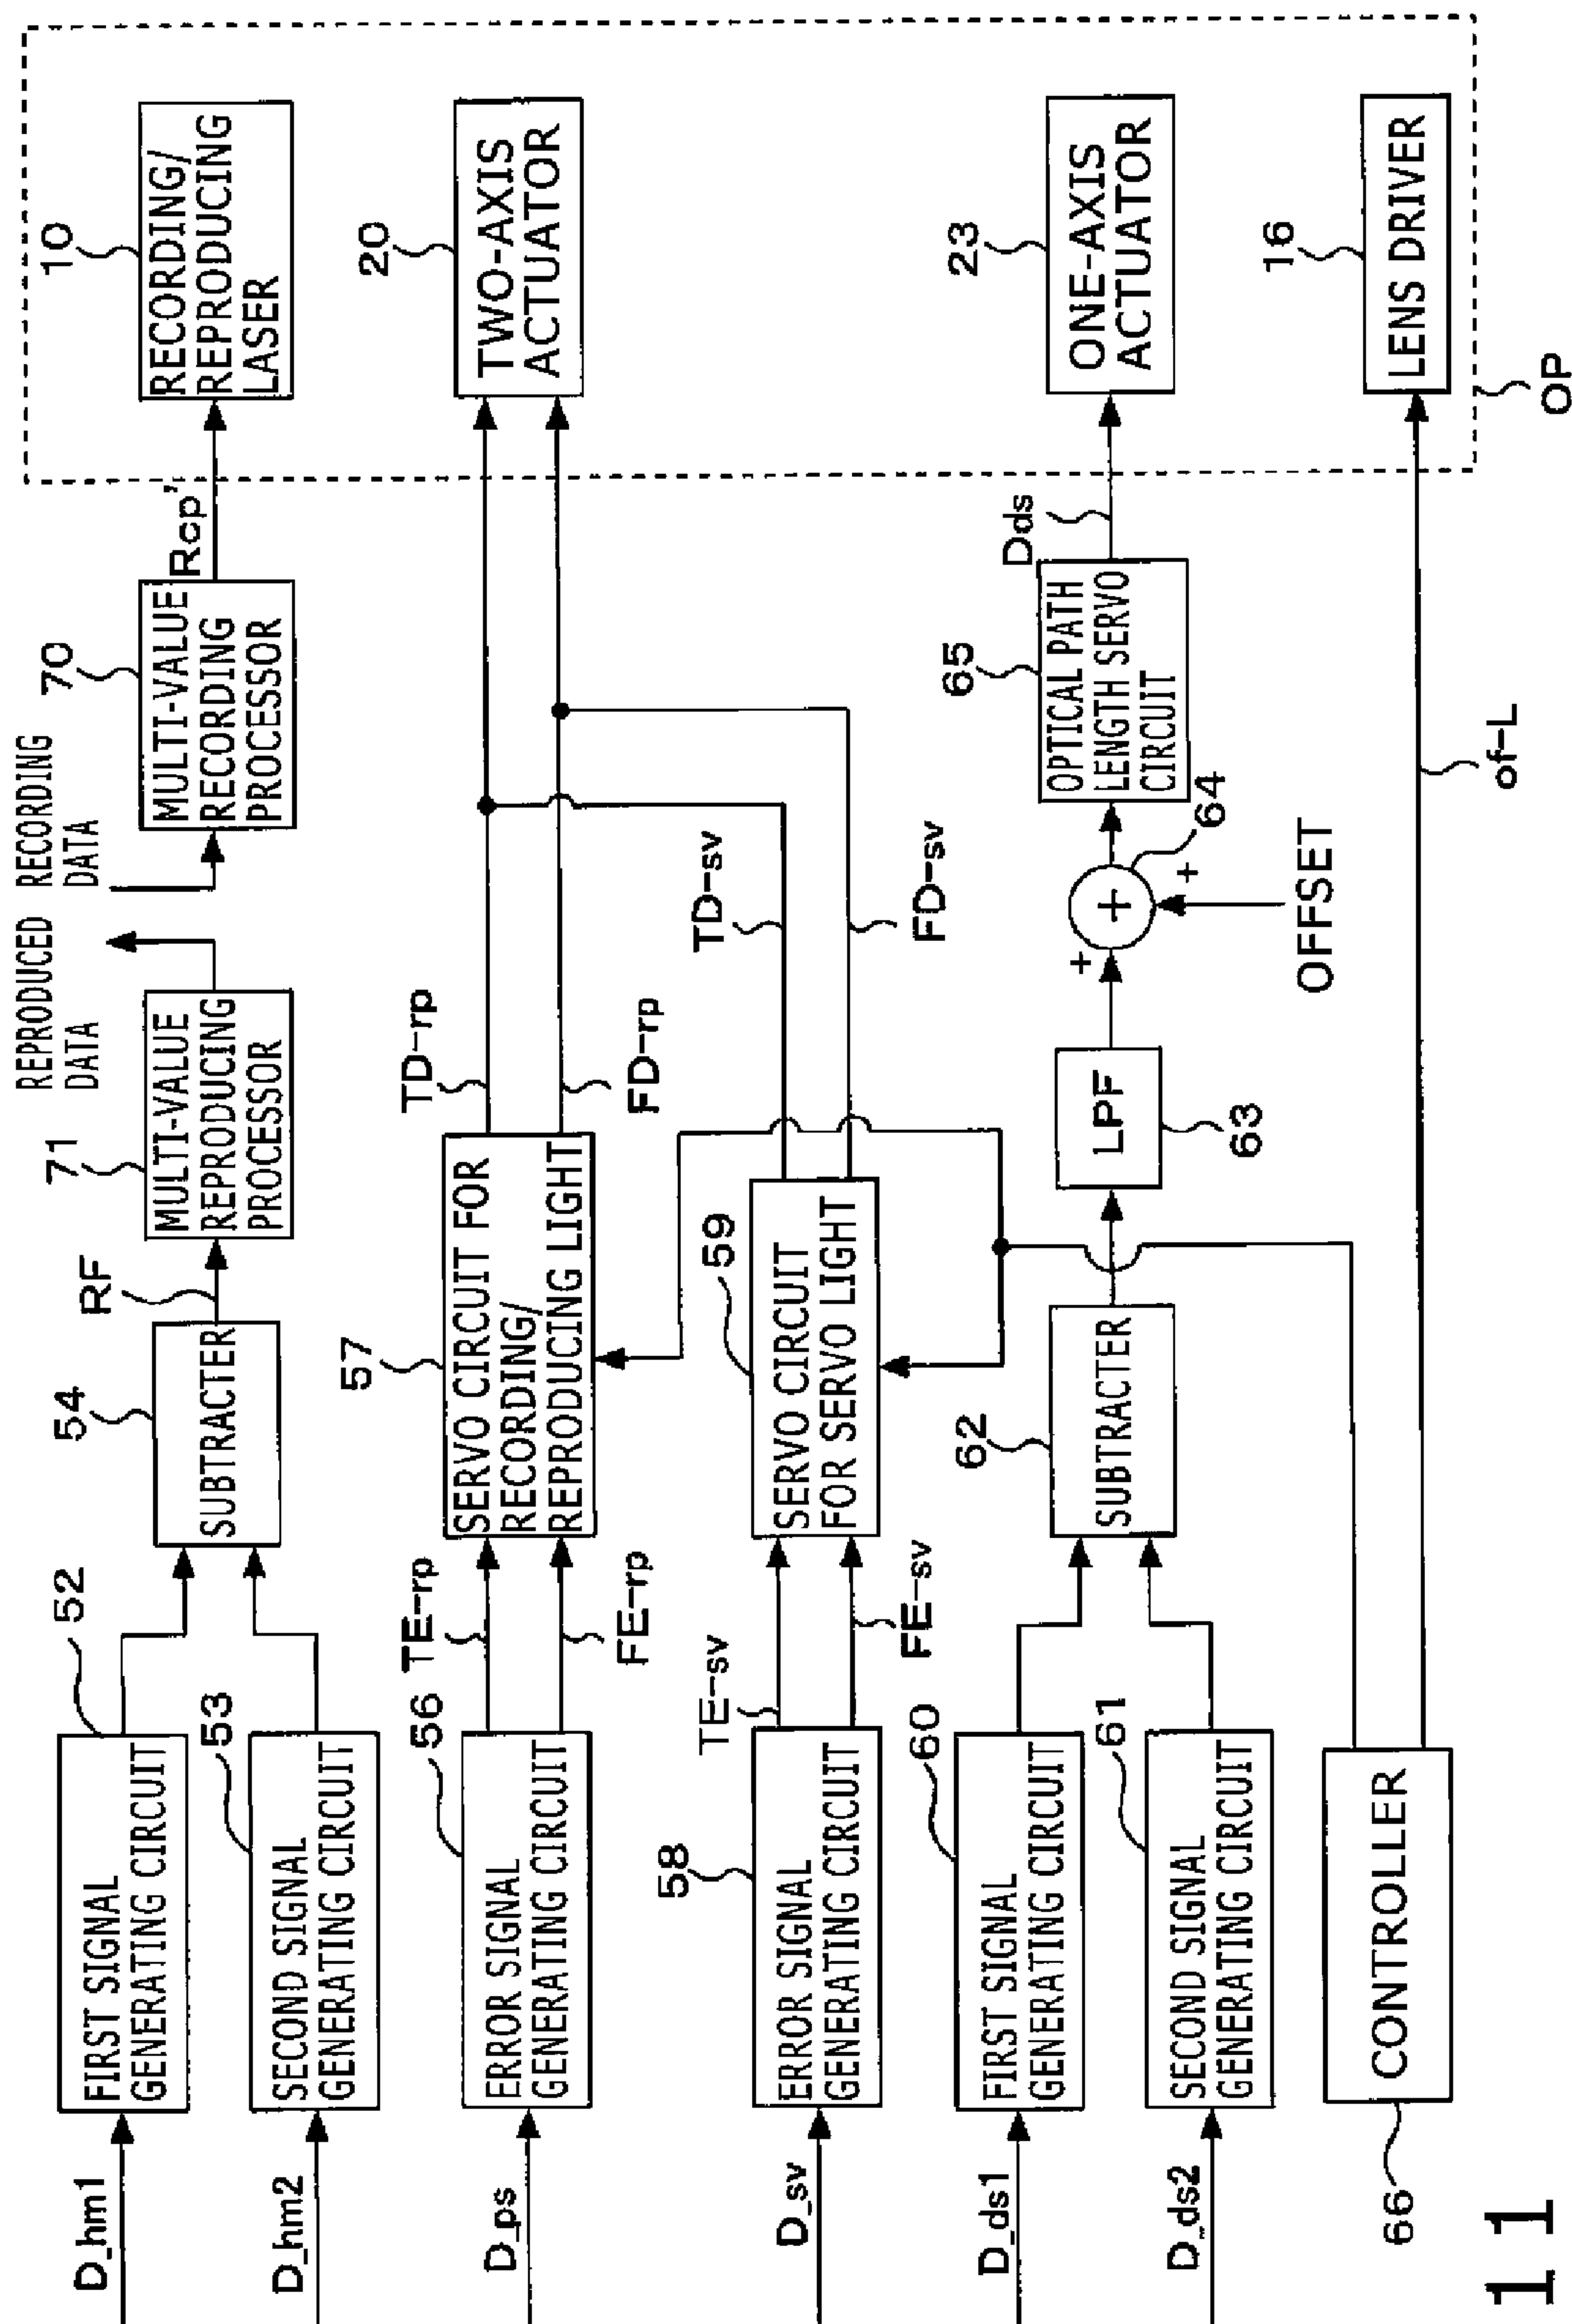 D_hm1
FIRST SIGNAL
GENERATING CIRCUIT
52
D_hm2
SECOND SIGNAL
GENERATING CIRCUIT
53
SUBTRACTER
54
RF
MULTI-VALUE
REPRODUCING
PROCESSOR
71
REPRODUCED
DATA
RECORDING
DATA
MULTI-VALUE
RECORDING
PROCESSOR
70
Rcp'
RECORDING/
REPRODUCING
LASER
10
D_ps
ERROR SIGNAL
GENERATING CIRCUIT
56
TE-rp
FE-rp
SERVO CIRCUIT FOR
RECORDING/
REPRODUCING LIGHT
57
TD-rp
FD-rp
TWO-AXIS
ACTUATOR
20
D_sv
ERROR SIGNAL
GENERATING CIRCUIT
58
TE-sv
FE-sv
SERVO CIRCUIT
FOR SERVO LIGHT
59
TD-sv
FD-sv
D_ds1
FIRST SIGNAL
GENERATING CIRCUIT
60
D_ds2
SECOND SIGNAL
GENERATING CIRCUIT
61
SUBTRACTER
62
LPF
63
+
+
+
64
OFFSET
OPTICAL PATH
LENGTH SERVO
CIRCUIT
65
Dds
ONE-AXIS
ACTUATOR
23
CONTROLLER
66
of-L
LENS DRIVER
16
OP
11